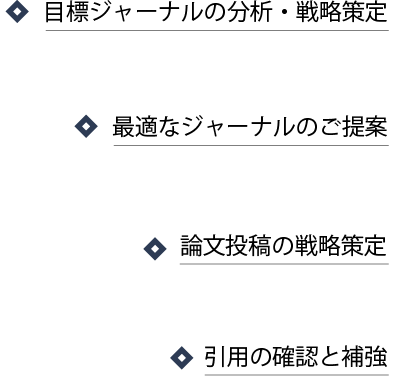 目標ジャーナルの分析・戦略策定
最適なジャーナルのご提案
論文投稿の戦略策定
引用の確認と補強